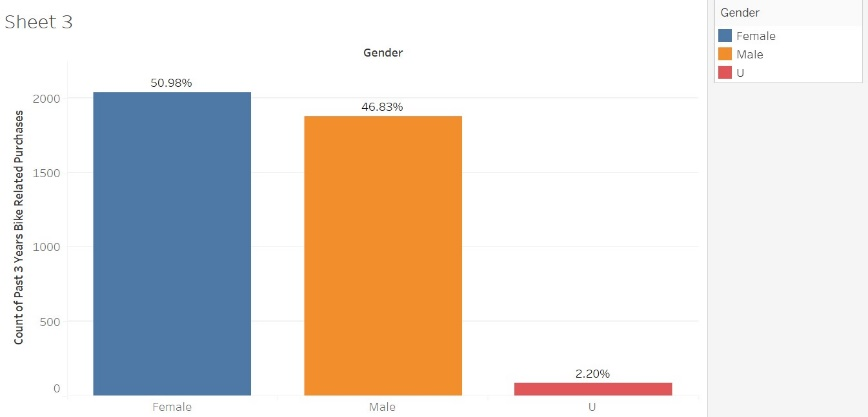 Sheet 3
Gender
50.98%
46.83%
2.20%
2000
1500
1000
500
0
Count of Past 3 Years Bike Related Purchases
Female
Male
U
Gender
Female
Male
U